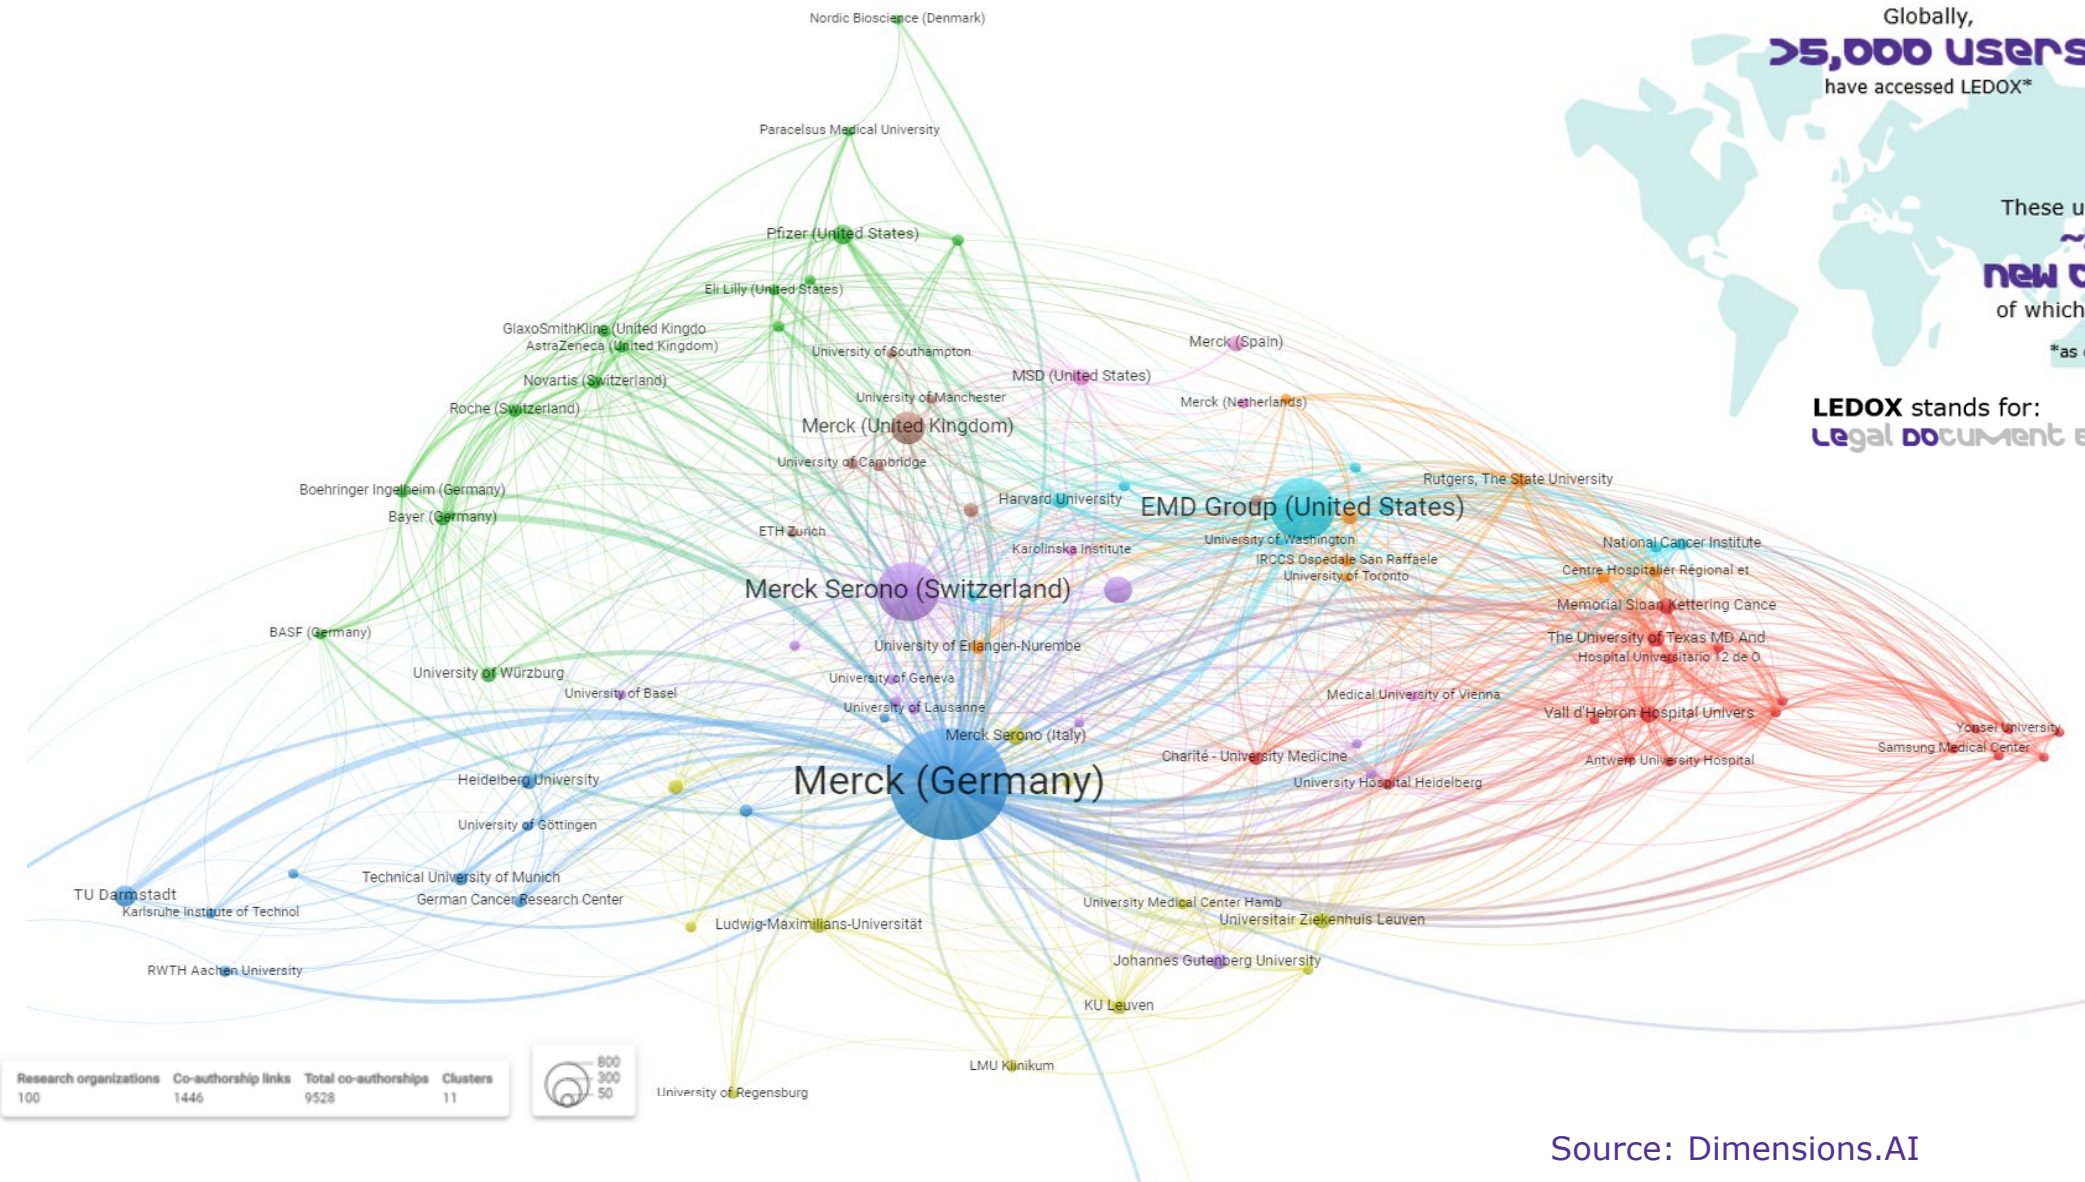 Nordic Bioscience (Denmark)
Paracelsus Medical University
Pfizer (United States)
Eli Lilly (United States)
GlaxoSmithKline (United Kingdo
AstraZeneca (United Kingdom)
University of Southampton
Merck (Spain)
Novartis (Switzerland)
MSD (United States)
Roche (Switzerland)
University of Manchester
Merck (Netherlands)
Merck (United Kingdom)
University of Cambridge
Boehringer Ingelheim (Germany)
Harvard University
EMD Group (United States)
Rutgers, The State University
Bayer (Germany)
ETH Zurich
Karolinska Institute
University of Washington
National Cancer Institute
IRCCS Ospedale San Raffaele
University of Toronto
Centre Hospitalier Régional et
Merck Serono (Switzerland)
Memorial Sloan Kettering Cance
BASF (Germany)
University of Erlangen-Nurembe
The University of Texas MD And
Hospital Universitario 12 de O
University of Würzburg
University of Geneva
University of Basel
Medical University of Vienna
University of Lausanne
Vall d'Hebron Hospital Univers
Merck Serono (Italy)
Yonsei University
Samsung Medical Center
Charité - University Medicine
Antwerp University Hospital
Merck (Germany)
Heidelberg University
University Hospital Heidelberg
University of Göttingen
Technical University of Munich
TU Darmstadt
German Cancer Research Center
Karlsruhe Institute of Technol
University Medical Center Hamb
Ludwig-Maximilians-Universität
Universitair Ziekenhuis Leuven
RWTH Aachen University
Johannes Gutenberg University
KU Leuven
LMU Klinikum
University of Regensburg
Research organizations Co-authorship links Total co-authorships Clusters
100 1446 9528 11
800
300
50
Globally,
>5,000 users
have accessed LEDOX*
These u
new
of which
*as
LEDOX stands for:
Legal Document E
Source: Dimensions.AI